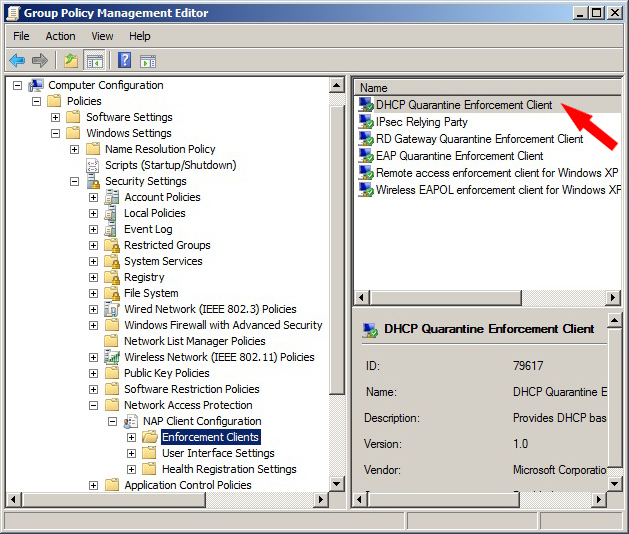 Group Policy Management Editor
File Action View Help
Computer Configuration
Policies
Software Settings
Windows Settings
Name Resolution Policy
Scripts (Startup/Shutdown)
Security Settings
Account Policies
Local Policies
Event Log
Restricted Groups
System Services
Registry
File System
Wired Network (IEEE 802.3) Policies
Windows Firewall with Advanced Security
Network List Manager Policies
Wireless Network (IEEE 802.11) Policies
Public Key Policies
Software Restriction Policies
Network Access Protection
NAP Client Configuration
Enforcement Clients
User Interface Settings
Health Registration Settings
Application Control Policies
Name
DHCP Quarantine Enforcement Client
IPsec Relying Party
RD Gateway Quarantine Enforcement Client
EAP Quarantine Enforcement Client
Remote access enforcement client for Windows XP
Wireless EAPOL enforcement client for Windows XP
DHCP Quarantine Enforcement Client
ID: 79617
Name: DHCP Quarantine E
Description: Provides DHCP bas
Version: 1.0
Vendor: Microsoft Corporatio